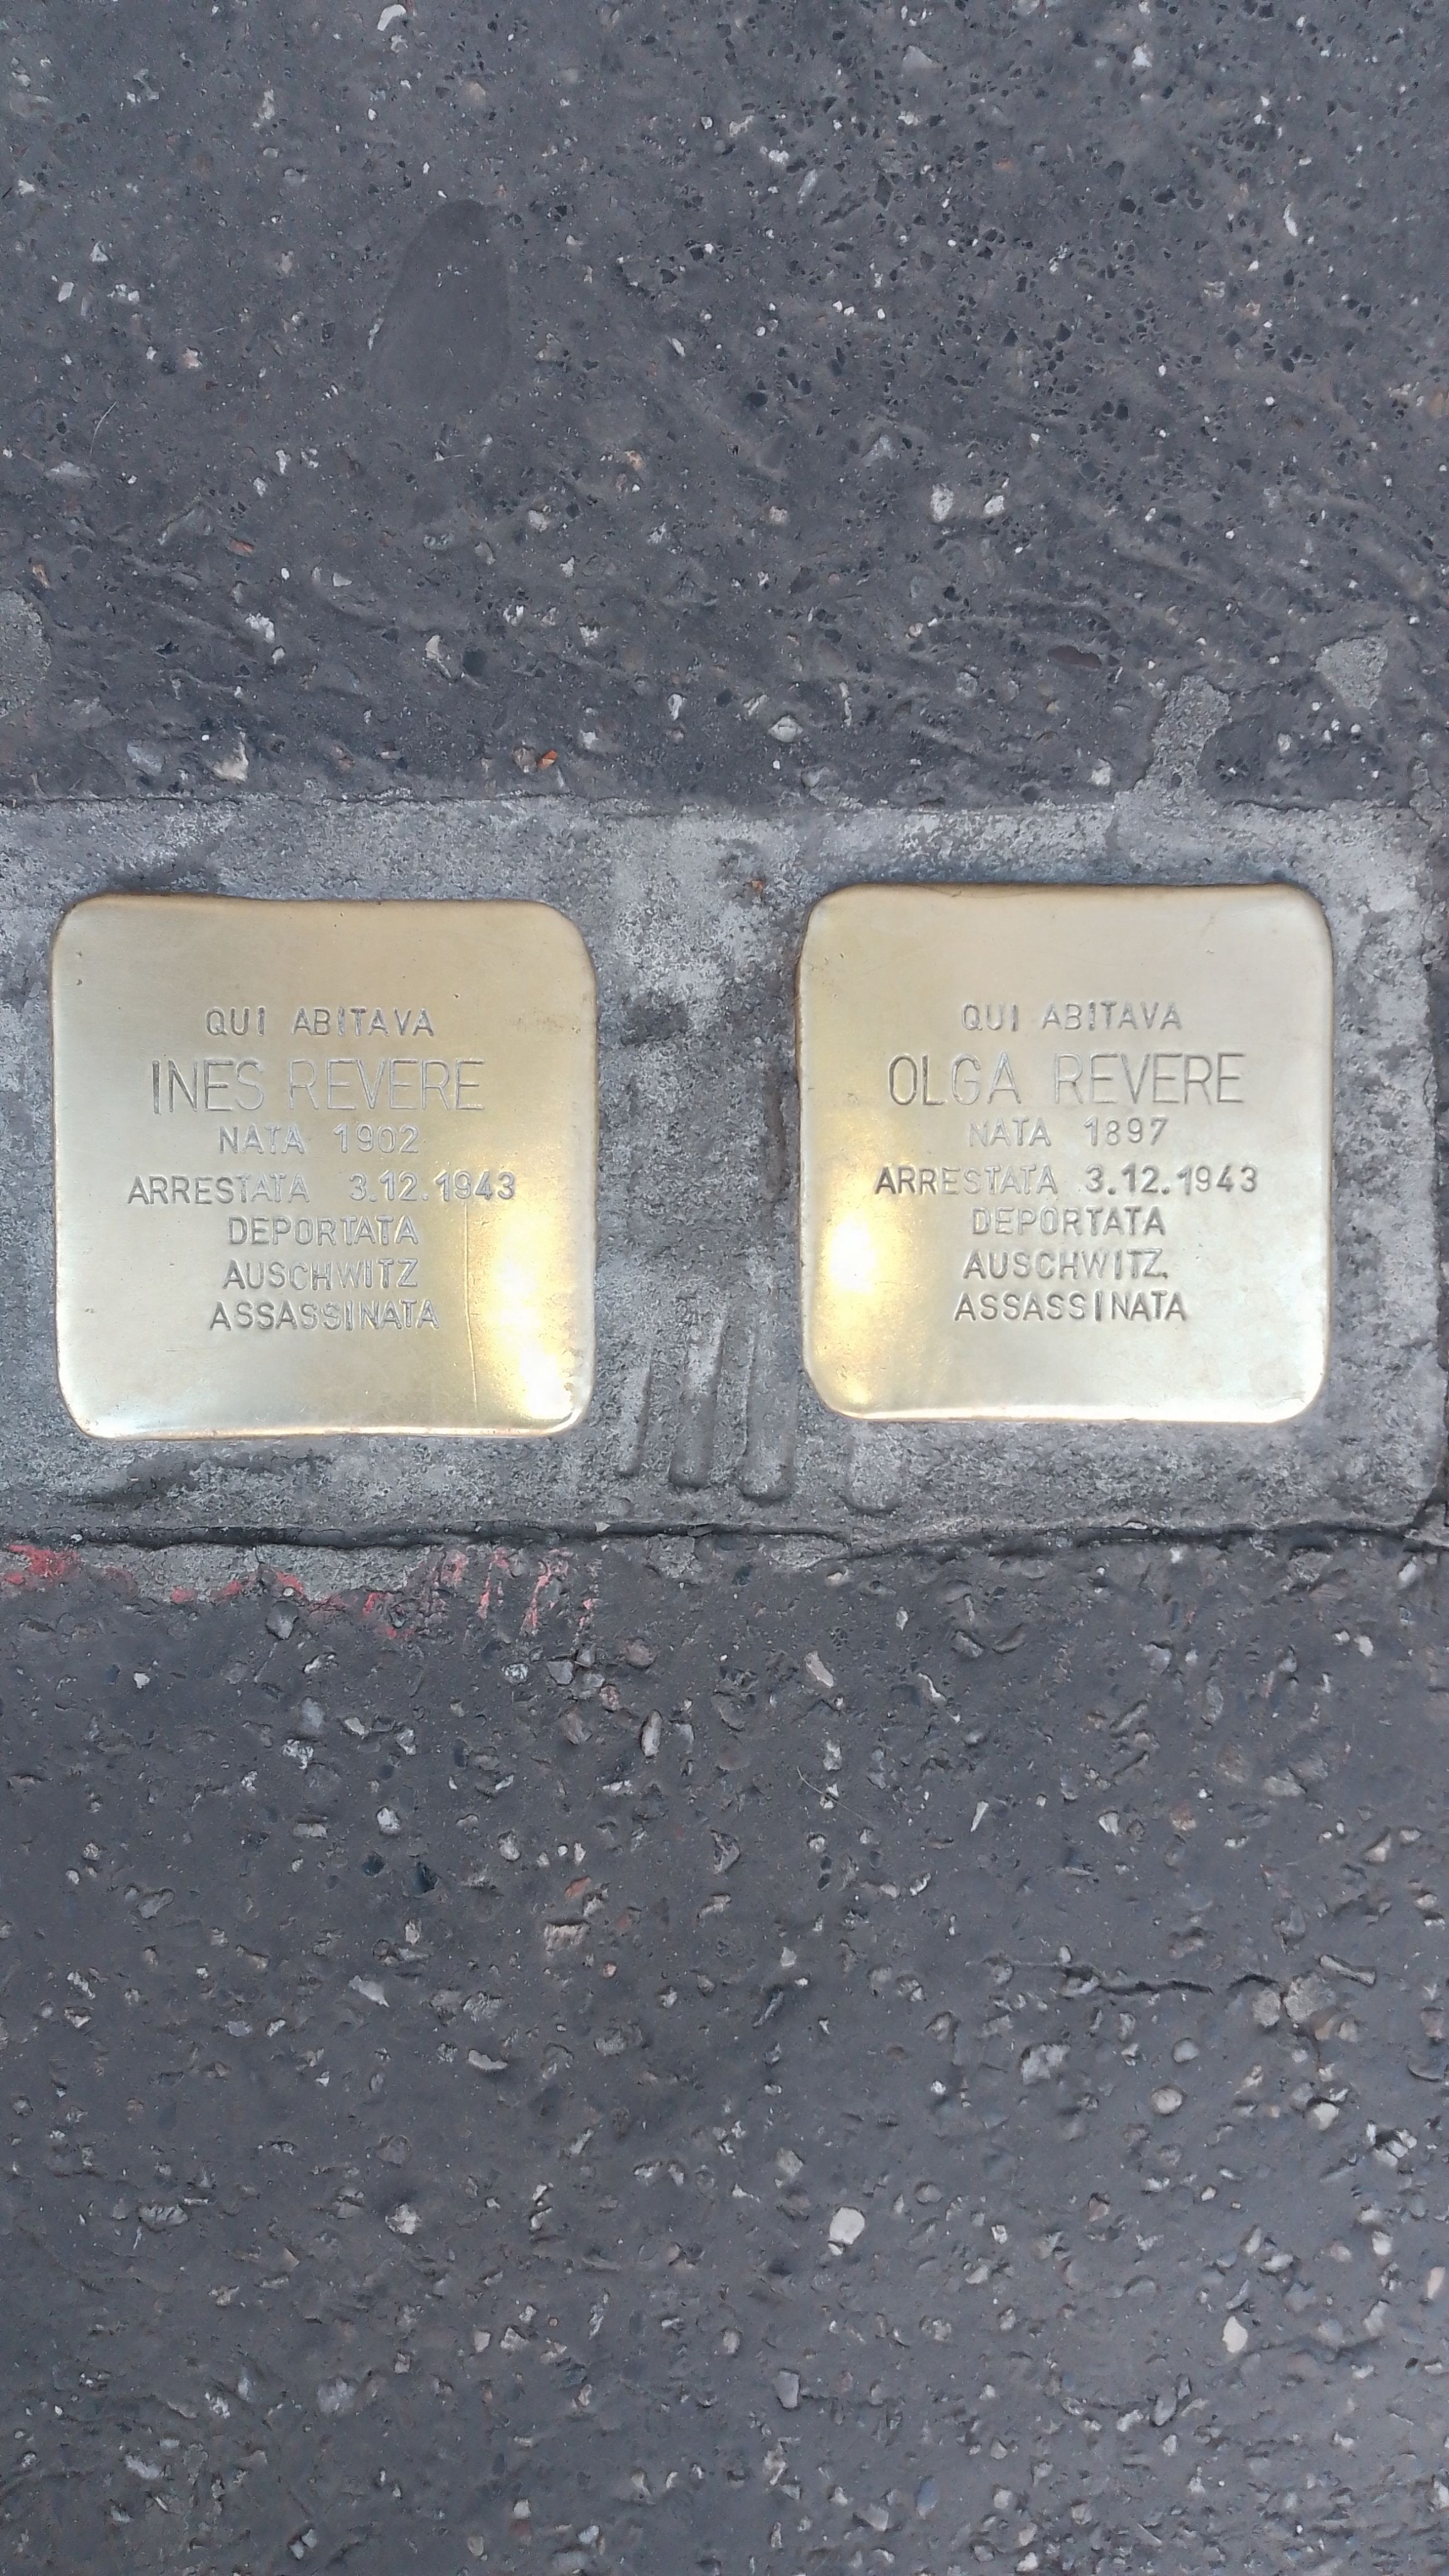 QUI ABITAVA
INES REVERE
NATA 1902
ARRESTATA 3.12.1943
DEPORTATA
AUSCHWITZ
ASSASSINATA
QUI ABITAVA
OLGA REVERE
NATA 1897
ARRESTATA 3.12.1943
DEPORTATA
AUSCHWITZ
ASSASSINATA